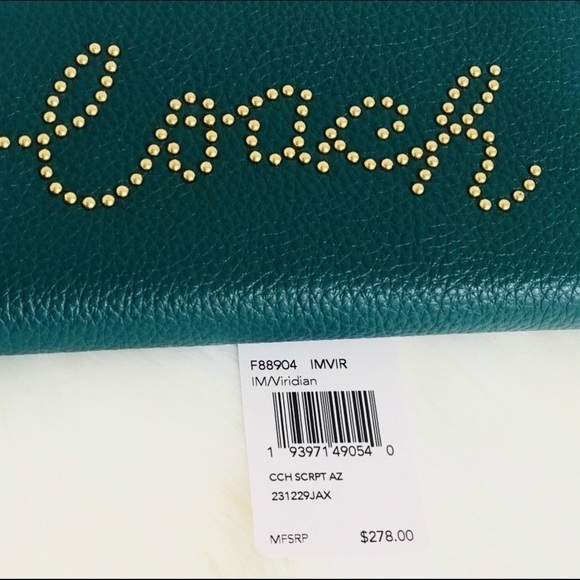 Coach
F88904 IMVIR
IM/Viridian
1 93971 49054 0
CCH SCRPT AZ
231229JAX
MFSRP $278.00